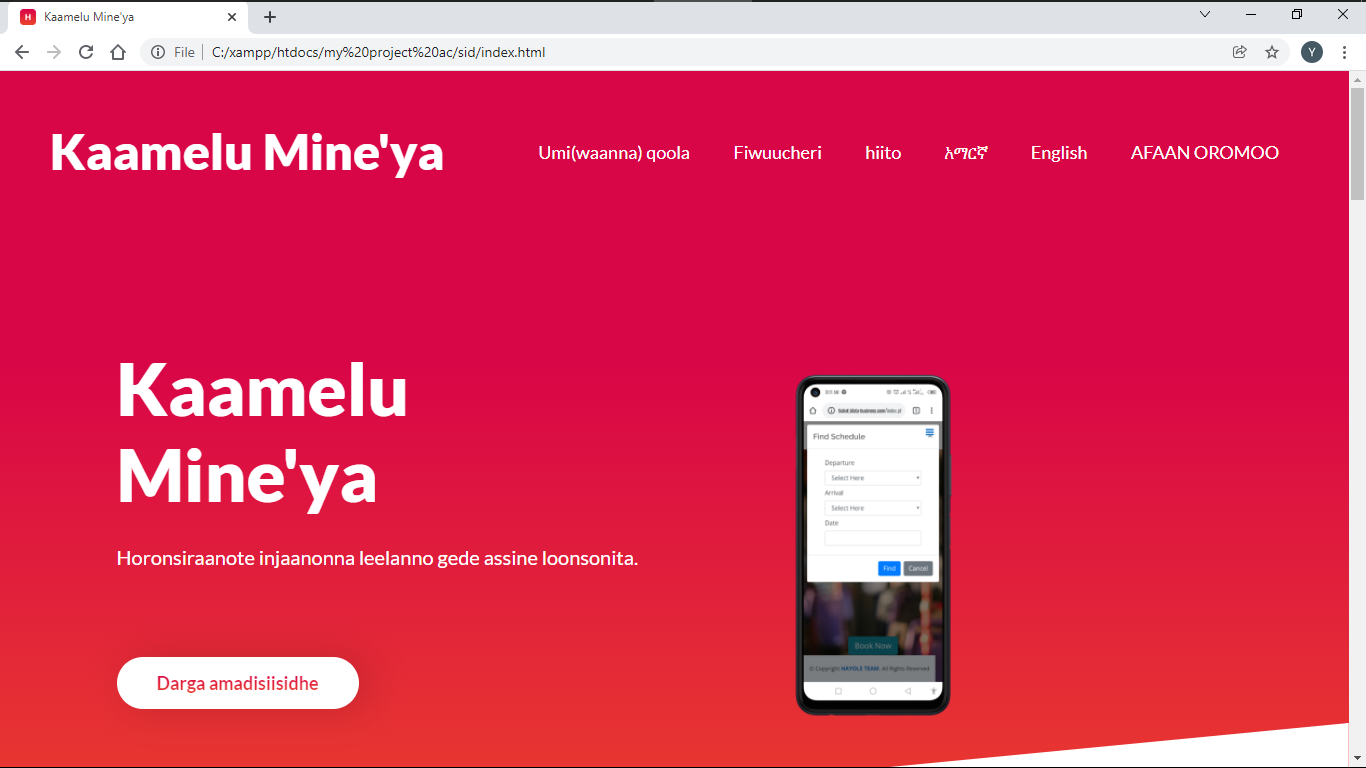 H Kaamelu Mine'ya
File C:/xampp/htdocs/my%20project%20ac/sid/index.html
Y
Kaamelu Mine'ya
Umi(waanna) qoola
Fiwuucheri
hiito
አማርኛ
English
AFAAN OROMOO
Kaamelu
Mine'ya
Horonsiraanote injaanonna leelanno gede assine loonsonita.
Darga amadisiisidhe
Find Schedule
Departure
Select Here
Arrival
Select Here
Date
Find Cancel
Book Now
© Copyright NAYOLE TEAM. All Rights Reserved